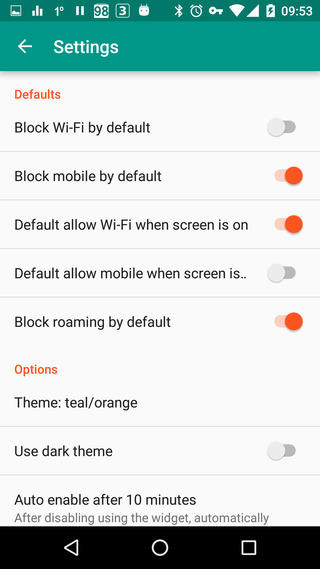 1° 98 3 09:53
Settings
Defaults
Block Wi-Fi by default
Block mobile by default
Default allow Wi-Fi when screen is on
Default allow mobile when screen is..
Block roaming by default
Options
Theme: teal/orange
Use dark theme
Auto enable after 10 minutes
After disabling using the widget, automatically